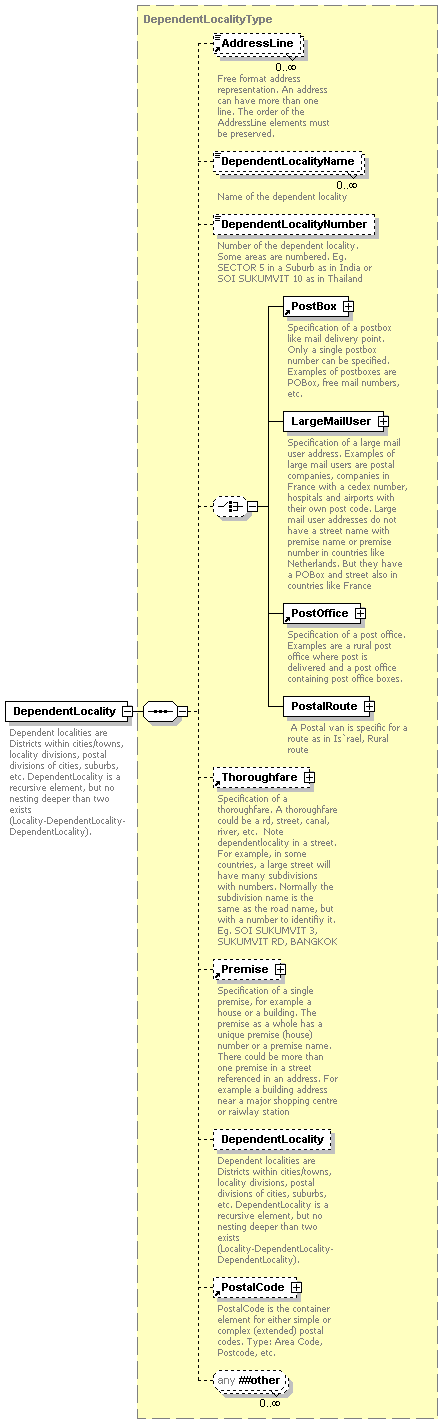 DependentLocalityType
AddressLine
0..∞
Free format address
representation. An address
can have more than one
line. The order of the
AddressLine elements must
be preserved.
DependentLocalityName
0..∞
Name of the dependent locality
DependentLocalityNumber
Number of the dependent locality.
Some areas are numbered. Eg.
SECTOR 5 in a Suburb as in India or
SOI SUKUMVIT 10 as in Thailand
PostBox
Specification of a postbox
like mail delivery point.
Only a single postbox
number can be specified.
Examples of postboxes are
POBox, free mail numbers,
etc.
LargeMailUser
Specification of a large mail
user address. Examples of
large mail users are postal
companies, companies in
France with a cedex number,
hospitals and airports with
their own post code. Large
mail user addresses do not
have a street name with
premise name or premise
number in countries like
Netherlands. But they have
a POBox and street also in
countries like France
PostOffice
Specification of a post office.
Examples are a rural post
office where post is
delivered and a post office
containing post office boxes.
PostalRoute
A Postal van is specific for a
route as in Is`rael, Rural
route
DependentLocality
Dependent localities are
Districts within cities/towns,
locality divisions, postal
divisions of cities, suburbs,
etc. DependentLocality is a
recursive element, but no
nesting deeper than two
exists
(Locality-DependentLocality-
DependentLocality).
Thoroughfare
Specification of a
thoroughfare. A thoroughfare
could be a rd, street, canal,
river, etc.  Note
dependentlocality in a street.
For example, in some
countries, a large street will
have many subdivisions
with numbers. Normally the
subdivision name is the
same as the road name, but
with a number to identifiy it.
Eg. SOI SUKUMVIT 3,
SUKUMVIT RD, BANGKOK
Premise
Specification of a single
premise, for example a
house or a building. The
premise as a whole has a
unique premise (house)
number or a premise name.
There could be more than
one premise in a street
referenced in an address. For
example a building address
near a major shopping centre
or raiwlay station
DependentLocality
Dependent localities are
Districts within cities/towns,
locality divisions, postal
divisions of cities, suburbs,
etc. DependentLocality is a
recursive element, but no
nesting deeper than two
exists
(Locality-DependentLocality-
DependentLocality).
PostalCode
PostalCode is the container
element for either simple or
complex (extended) postal
codes. Type: Area Code,
Postcode, etc.
any ##other
0..∞